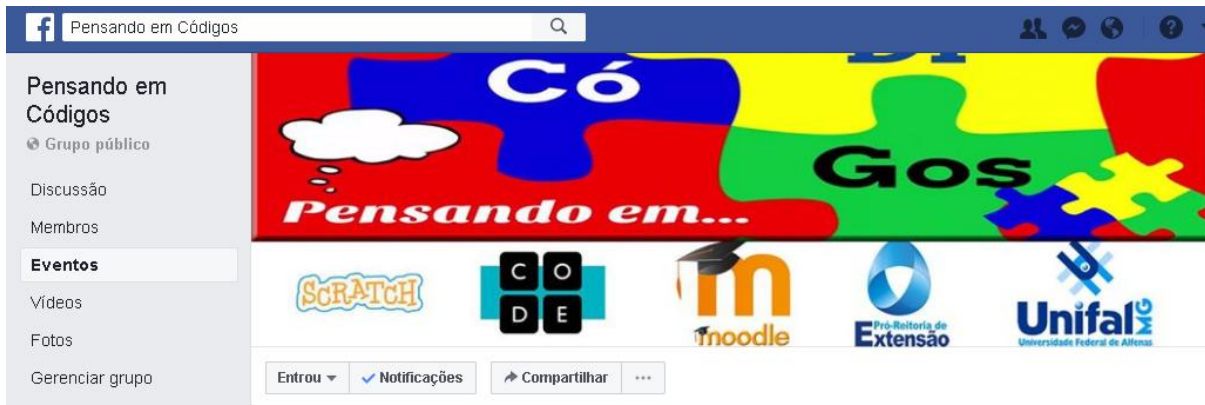 Pensando em Códigos
Pensando em
Códigos
Grupo público
Discussão
Membros
Eventos
Vídeos
Fotos
Gerenciar grupo
Có
Di
Gos
Pensando em...
SCRATCH
C O
D E
m
moodle
Pró-Reitoria de
Extensão
Unifal MG
Universidade Federal de Alfenas
Entrou
Notificações
Compartilhar